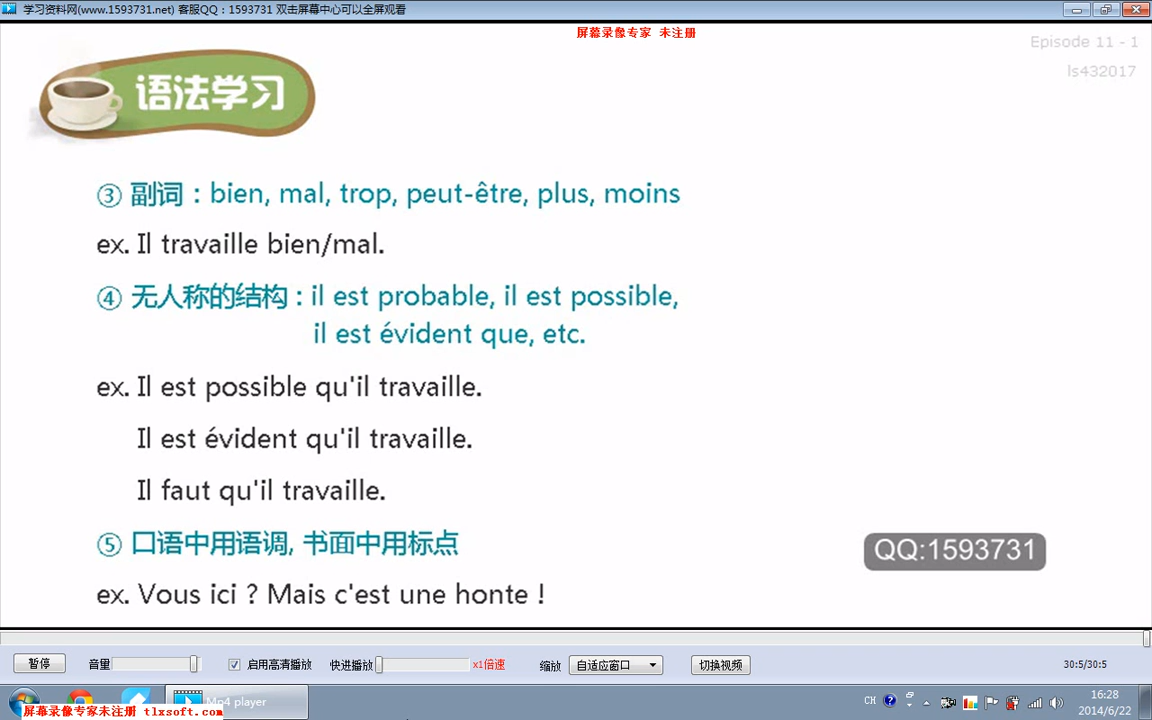 学习资料网(www.1593731.net) 客服QQ：1593731 双击屏幕中心可以全屏观看
屏幕录像专家 未注册
Episode 11 - 1
ls432017
语法学习
③ 副词 : bien, mal, trop, peut-être, plus, moins
ex. Il travaille bien/mal.
④ 无人称的结构 : il est probable, il est possible,
il est évident que, etc.
ex. Il est possible qu'il travaille.
Il est évident qu'il travaille.
Il faut qu'il travaille.
⑤ 口语中用语调, 书面中用标点
QQ:1593731
ex. Vous ici ? Mais c'est une honte !
暂停 音量 启用高清播放 快进播放 x1倍速 缩放 自适应窗口 切换视频 30:5/30:5
Mp4 player
CH
16:28
2014/6/22
屏幕录像专家未注册 tlxsoft.com